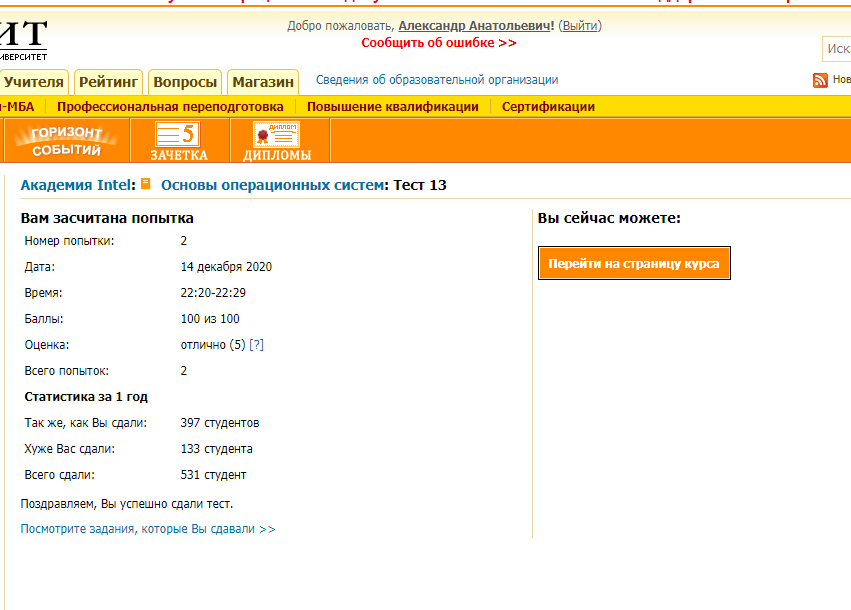 ИТ
Добро пожаловать, Александр Анатольевич! (Выйти)
Сообщить об ошибке >>
Учителя Рейтинг Вопросы Магазин Сведения об образовательной организации
-МБА Профессиональная переподготовка Повышение квалификации Сертификации
ГОРИЗОНТ СОБЫТИЙ
5 ЗАЧЕТКА
ДИПЛОМ ДИПЛОМЫ
Академия Intel: Основы операционных систем: Тест 13
Вам засчитана попытка
Номер попытки: 2
Дата: 14 декабря 2020
Время: 22:20-22:29
Баллы: 100 из 100
Оценка: отлично (5) [?]
Всего попыток: 2
Статистика за 1 год
Так же, как Вы сдали: 397 студентов
Хуже Вас сдали: 133 студента
Всего сдали: 531 студент
Поздравляем, Вы успешно сдали тест.
Посмотрите задания, которые Вы сдавали >>
Вы сейчас можете:
Перейти на страницу курса